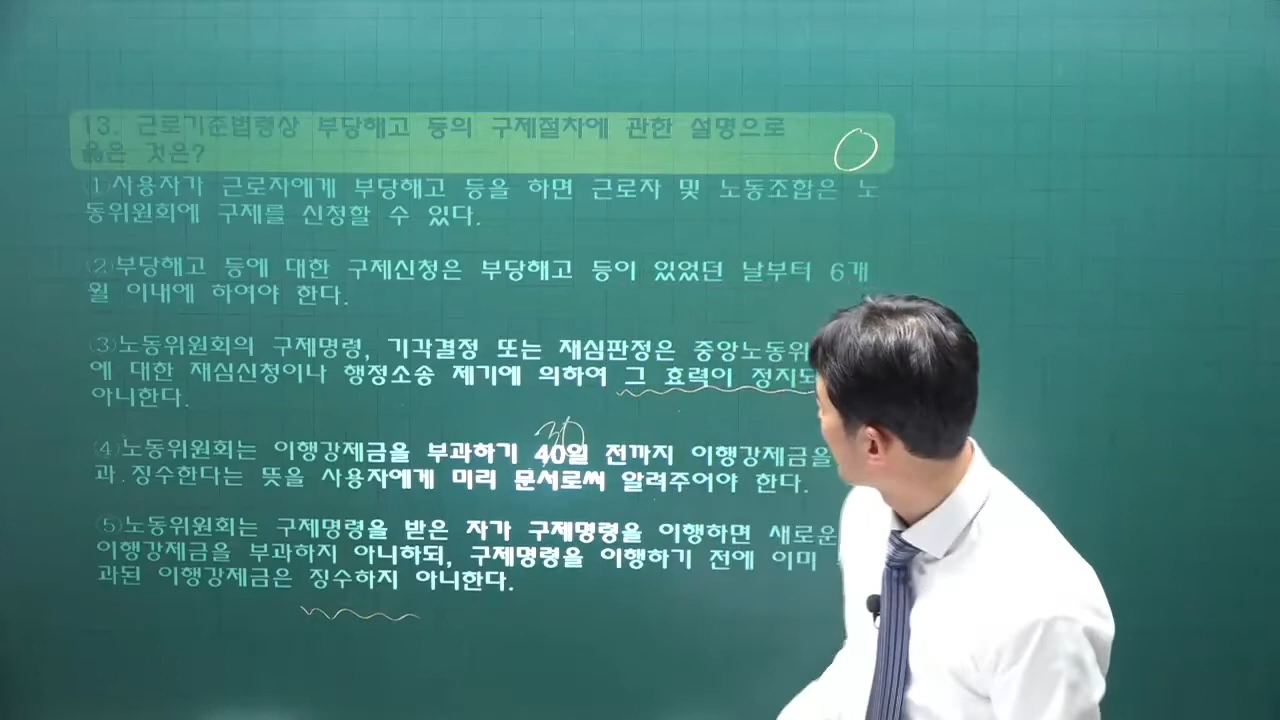 13. 근로기준법령상 부당해고 등의 구제절차에 관한 설명으로
옳은 것은?
(1)사용자가 근로자에게 부당해고 등을 하면 근로자 및 노동조합은 노
동위원회에 구제를 신청할 수 있다.
(2)부당해고 등에 대한 구제신청은 부당해고 등이 있었던 날부터 6개
월 이내에 하여야 한다.
(3)노동위원회의 구제명령, 기각결정 또는 재심판정은 중앙노동위
에 대한 재심신청이나 행정소송 제기에 의하여 그 효력이 정지되
아니한다.
30
(4)노동위원회는 이행강제금을 부과하기 40일 전까지 이행강제금을
과·징수한다는 뜻을 사용자에게 미리 문서로써 알려주어야 한다.
(5)노동위원회는 구제명령을 받은 자가 구제명령을 이행하면 새로운
이행강제금을 부과하지 아니하되, 구제명령을 이행하기 전에 이미
과된 이행강제금은 징수하지 아니한다.